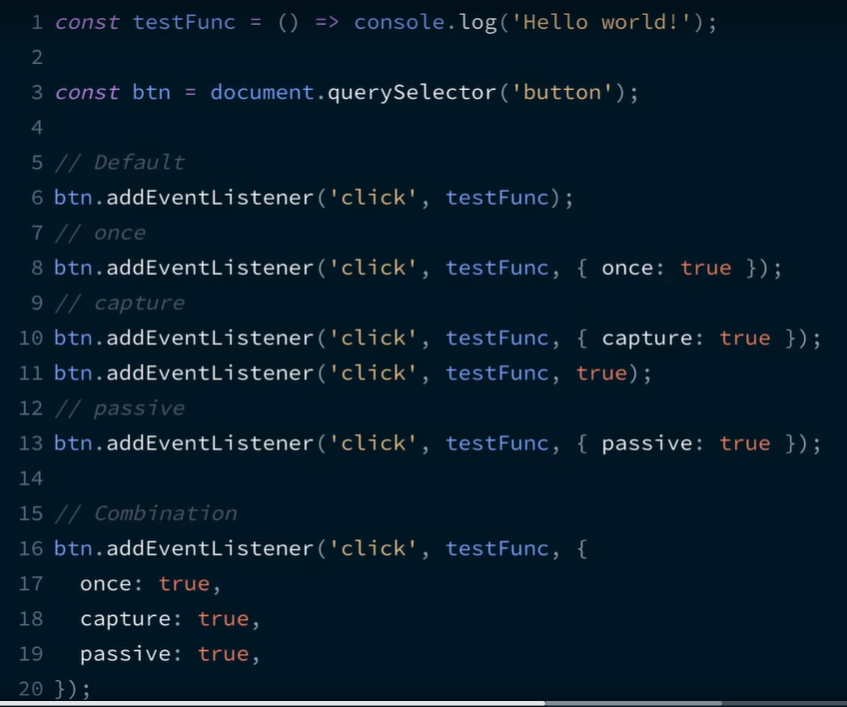 1 const testFunc = () => console.log('Hello world!');
2
3 const btn = document.querySelector('button');
4
5 // Default
6 btn.addEventListener('click', testFunc);
7 // once
8 btn.addEventListener('click', testFunc, { once: true });
9 // capture
10 btn.addEventListener('click', testFunc, { capture: true });
11 btn.addEventListener('click', testFunc, true);
12 // passive
13 btn.addEventListener('click', testFunc, { passive: true });
14
15 // Combination
16 btn.addEventListener('click', testFunc, {
17   once: true,
18   capture: true,
19   passive: true,
20 });